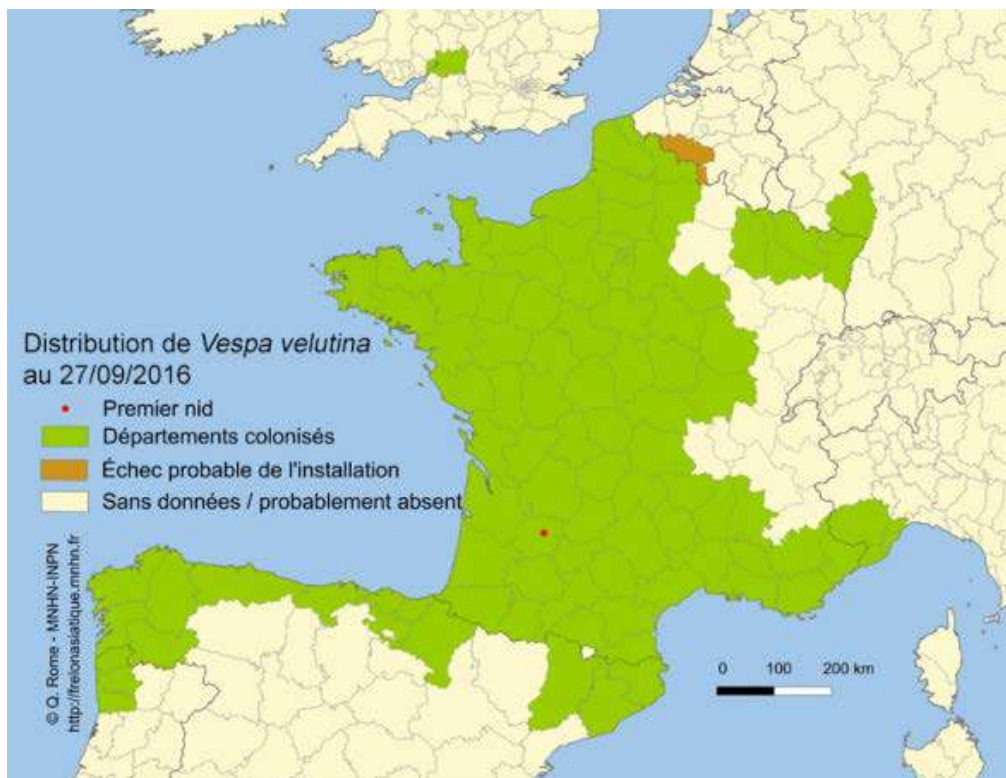 Distribution de Vespa velutina
au 27/09/2016
Premier nid
Départements colonisés
Échec probable de l'installation
Sans données / probablement absent
© Q. Rome - MNHN-INPN
http://frelonasiatique.mnhn.fr
0 100 200 km